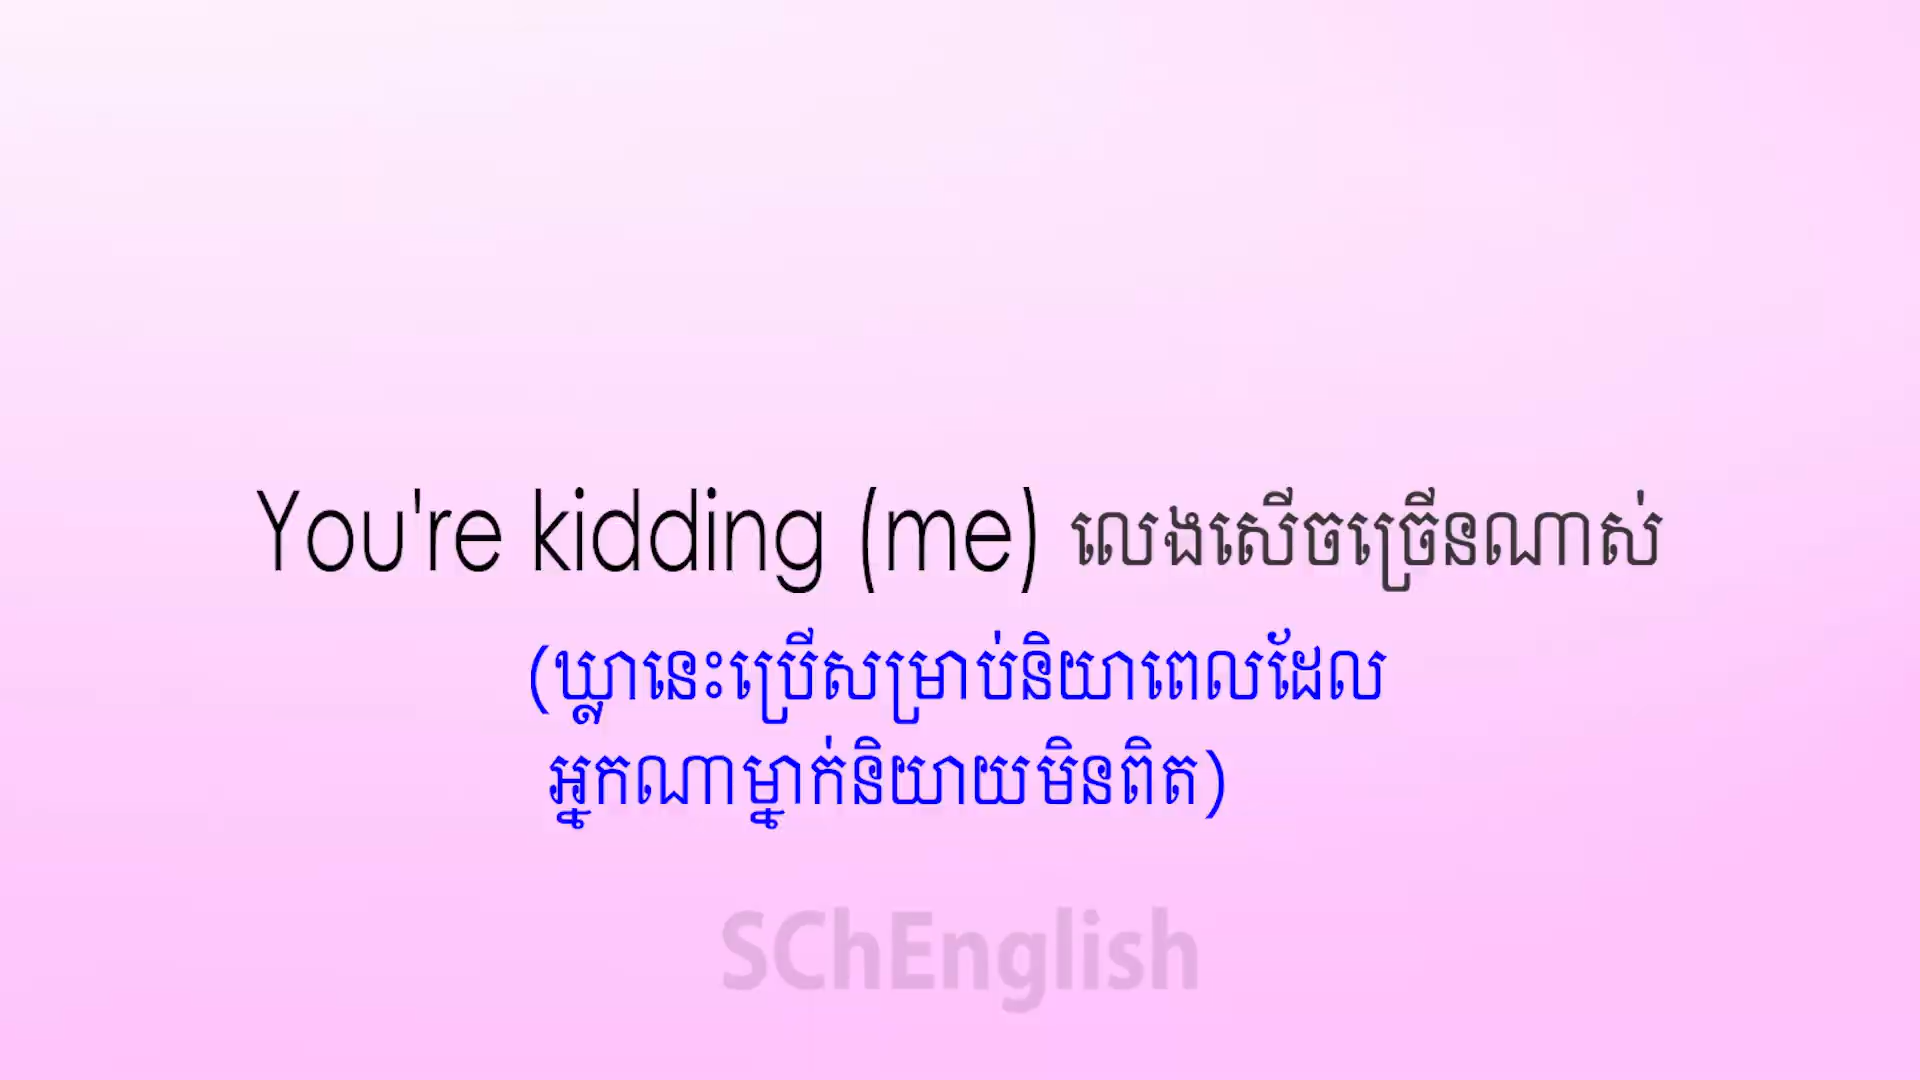 You're kidding (me) លេងសើចច្រើនណាស់
(ឃ្លានេះប្រើសម្រាប់និយាពេលដែល
អ្នកណាម្នាក់និយាយមិនពិត)
SChEnglish